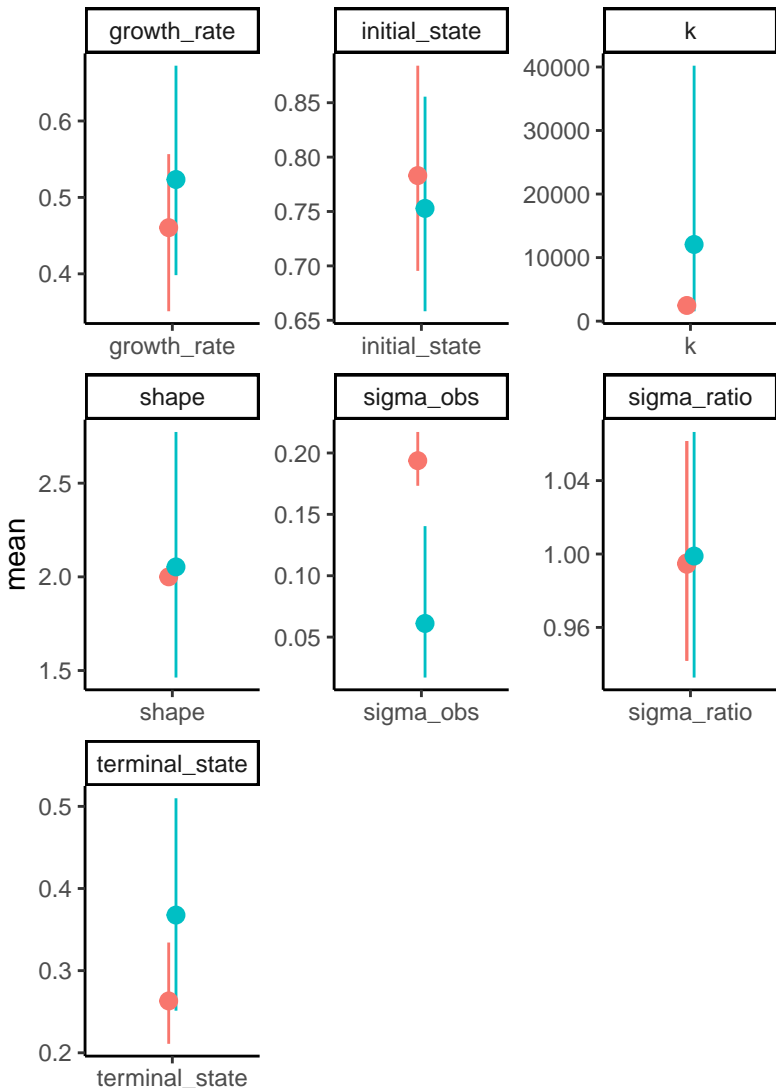 growth_rate
0.6
0.5
0.4
growth_rate
initial_state
0.85
0.80
0.75
0.70
0.65
initial_state
k
40000
30000
20000
10000
0
k
shape
2.5
2.0
1.5
shape
sigma_obs
0.20
0.15
0.10
0.05
sigma_obs
sigma_ratio
1.04
1.00
0.96
sigma_ratio
mean
terminal_state
0.5
0.4
0.3
0.2
terminal_state